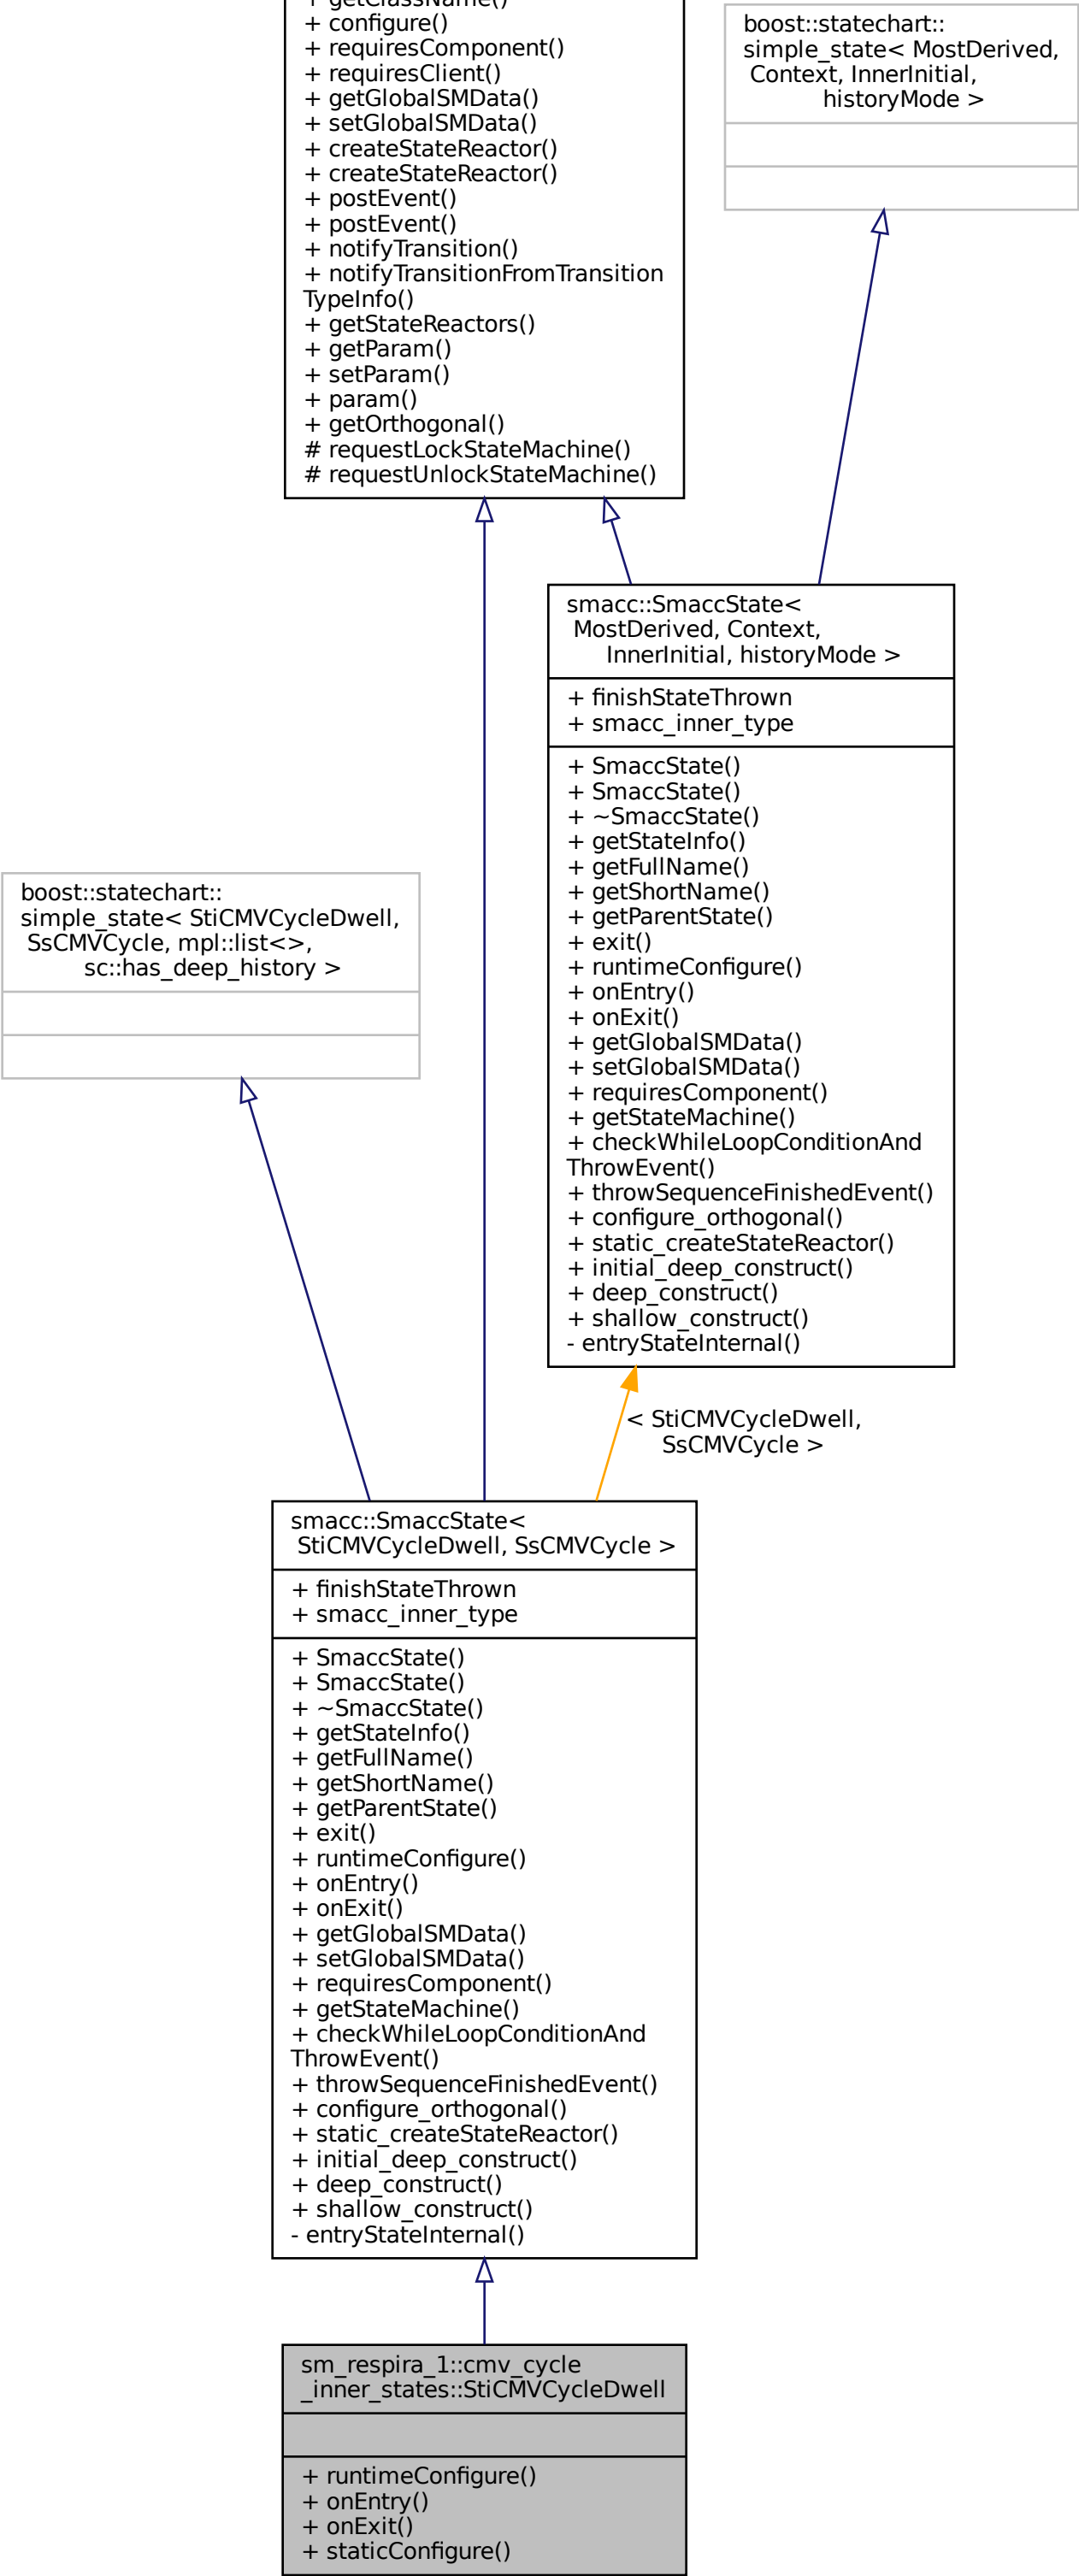 + getClassName()
+ configure()
+ requiresComponent()
+ requiresClient()
+ getGlobalSMData()
+ setGlobalSMData()
+ createStateReactor()
+ createStateReactor()
+ postEvent()
+ postEvent()
+ notifyTransition()
+ notifyTransitionFromTransition
TypeInfo()
+ getStateReactors()
+ getParam()
+ setParam()
+ param()
+ getOrthogonal()
# requestLockStateMachine()
# requestUnlockStateMachine()
boost::statechart::
simple_state< MostDerived,
Context, InnerInitial,
historyMode >
smacc::SmaccState<
MostDerived, Context,
InnerInitial, historyMode >
+ finishStateThrown
+ smacc_inner_type
+ SmaccState()
+ SmaccState()
+ ~SmaccState()
+ getStateInfo()
+ getFullName()
+ getShortName()
+ getParentState()
+ exit()
+ runtimeConfigure()
+ onEntry()
+ onExit()
+ getGlobalSMData()
+ setGlobalSMData()
+ requiresComponent()
+ getStateMachine()
+ checkWhileLoopConditionAnd
ThrowEvent()
+ throwSequenceFinishedEvent()
+ configure_orthogonal()
+ static_createStateReactor()
+ initial_deep_construct()
+ deep_construct()
+ shallow_construct()
- entryStateInternal()
boost::statechart::
simple_state< StiCMVCycleDwell,
SsCMVCycle, mpl::list<>,
sc::has_deep_history >
< StiCMVCycleDwell,
SsCMVCycle >
smacc::SmaccState<
StiCMVCycleDwell, SsCMVCycle >
+ finishStateThrown
+ smacc_inner_type
+ SmaccState()
+ SmaccState()
+ ~SmaccState()
+ getStateInfo()
+ getFullName()
+ getShortName()
+ getParentState()
+ exit()
+ runtimeConfigure()
+ onEntry()
+ onExit()
+ getGlobalSMData()
+ setGlobalSMData()
+ requiresComponent()
+ getStateMachine()
+ checkWhileLoopConditionAnd
ThrowEvent()
+ throwSequenceFinishedEvent()
+ configure_orthogonal()
+ static_createStateReactor()
+ initial_deep_construct()
+ deep_construct()
+ shallow_construct()
- entryStateInternal()
sm_respira_1::cmv_cycle
_inner_states::StiCMVCycleDwell
+ runtimeConfigure()
+ onEntry()
+ onExit()
+ staticConfigure()